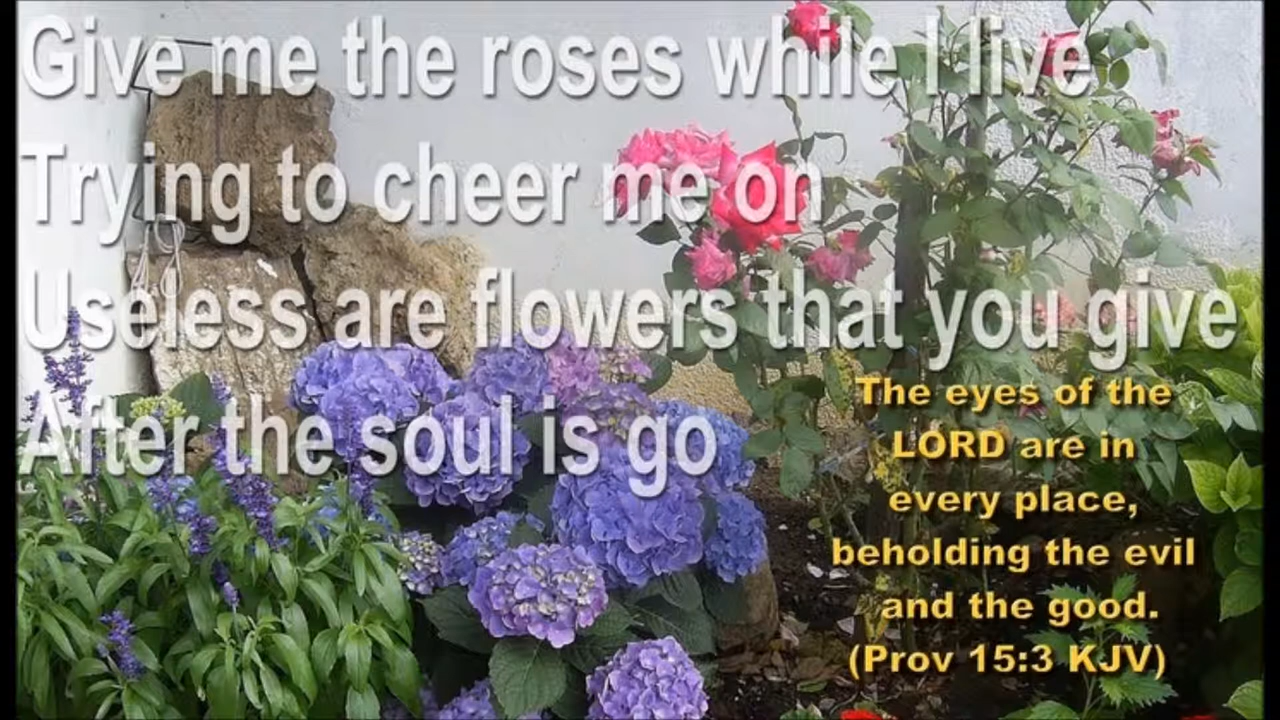 Give me the roses while I live
Trying to cheer me on
Useless are flowers that you give
After the soul is go
The eyes of the
LORD are in
every place,
beholding the evil
and the good.
(Prov 15:3 KJV)